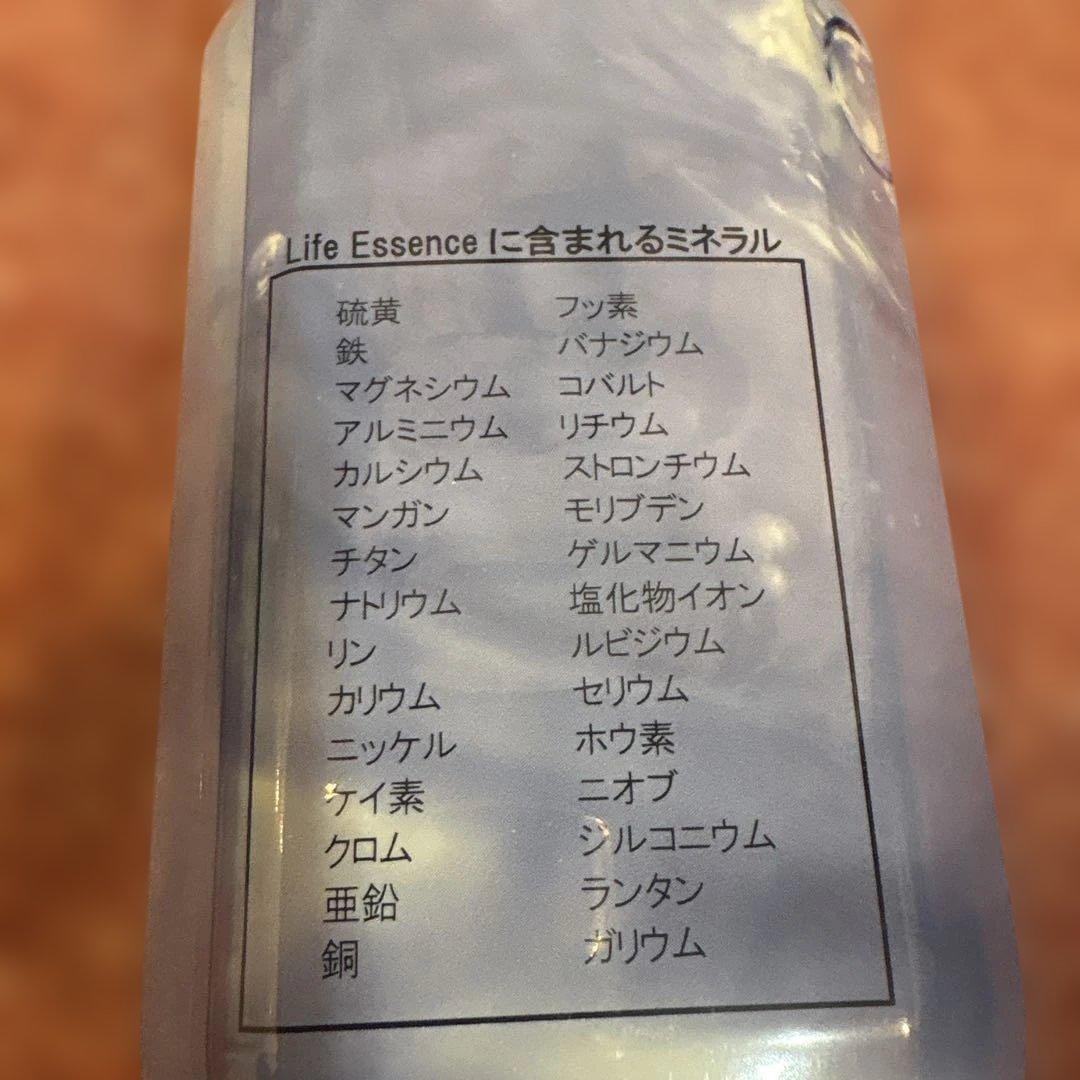 Life Essence に含まれるミネラル
硫黄
鉄
マグネシウム
アルミニウム
カルシウム
マンガン
チタン
ナトリウム
リン
カリウム
ニッケル
ケイ素
クロム
亜鉛
銅
フッ素
バナジウム
コバルト
リチウム
ストロンチウム
モリブデン
ゲルマニウム
塩化物イオン
ルビジウム
セリウム
ホウ素
ニオブ
ジルコニウム
ランタン
ガリウム